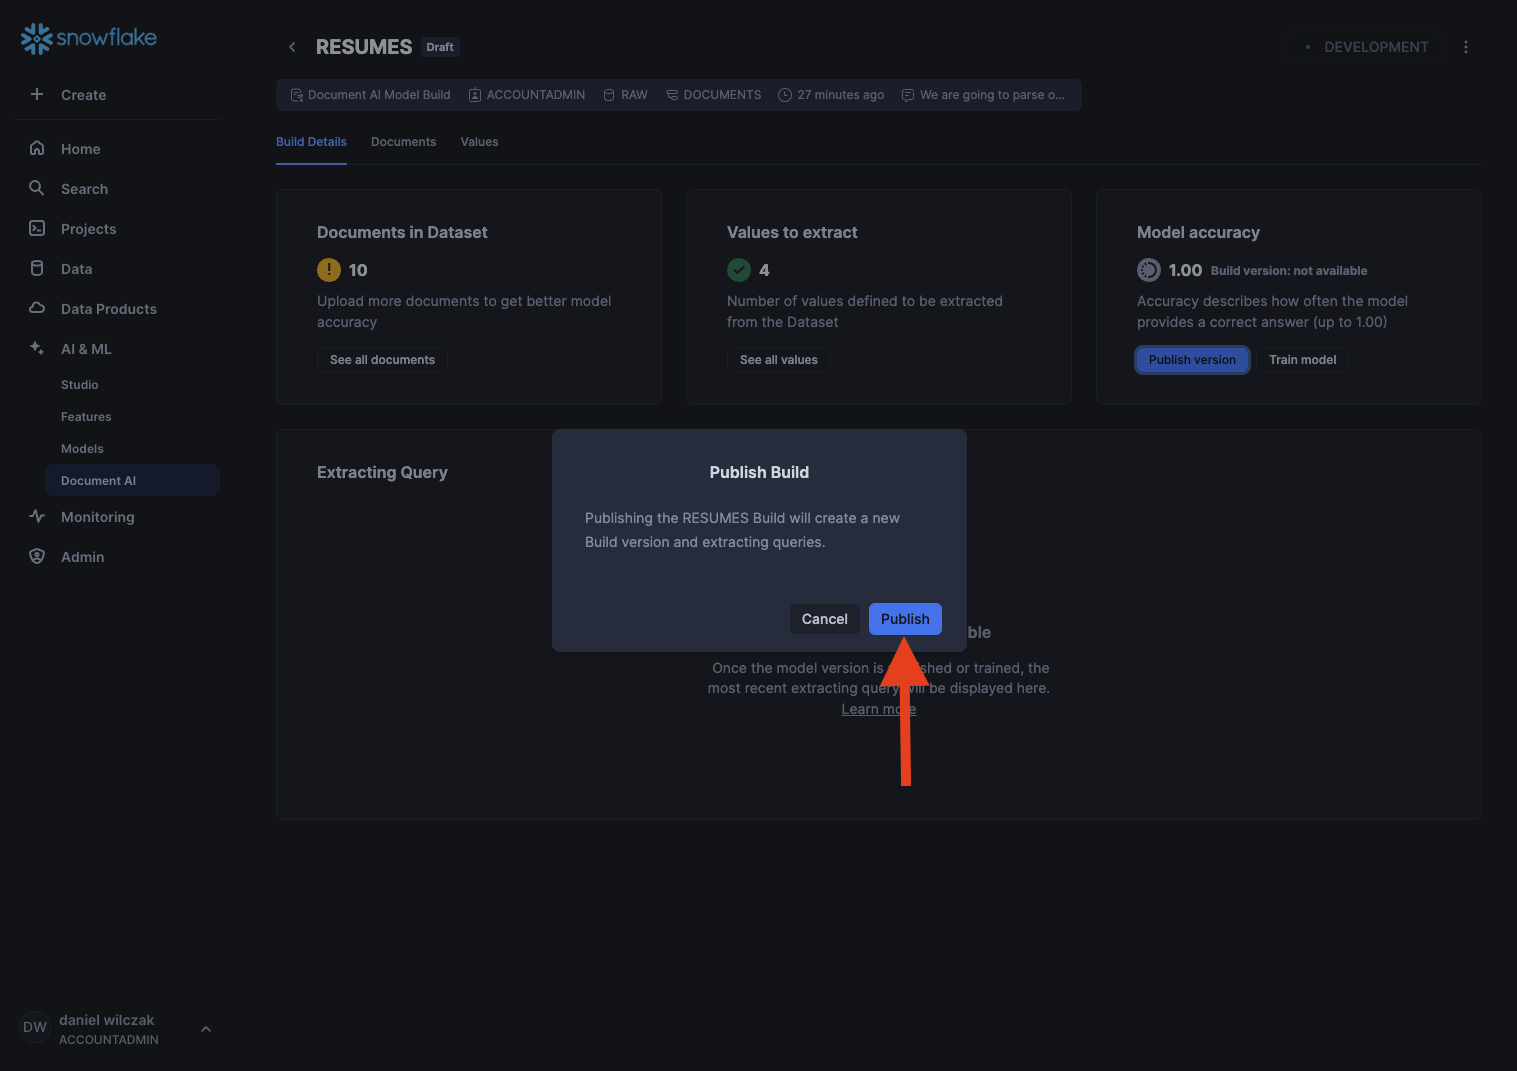 snowflake
Create
Home
Search
Projects
Data
Data Products
AI & ML
Studio
Features
Models
Document AI
Monitoring
Admin
DW
daniel wilczak
ACCOUNTADMIN
RESUMES
Draft
DEVELOPMENT
Document AI Model Build
ACCOUNTADMIN
RAW
DOCUMENTS
27 minutes ago
We are going to parse o...
Build Details
Documents
Values
Documents in Dataset
! 10
Upload more documents to get better model
accuracy
See all documents
Values to extract
4
Number of values defined to be extracted
from the Dataset
See all values
Model accuracy
1.00 Build version: not available
Accuracy describes how often the model
provides a correct answer (up to 1.00)
Publish version
Train model
Extracting Query
Publish Build
Publishing the RESUMES Build will create a new
Build version and extracting queries.
Cancel
Publish
ble
Once the model version is shed or trained, the
most recent extracting query will be displayed here.
Learn more